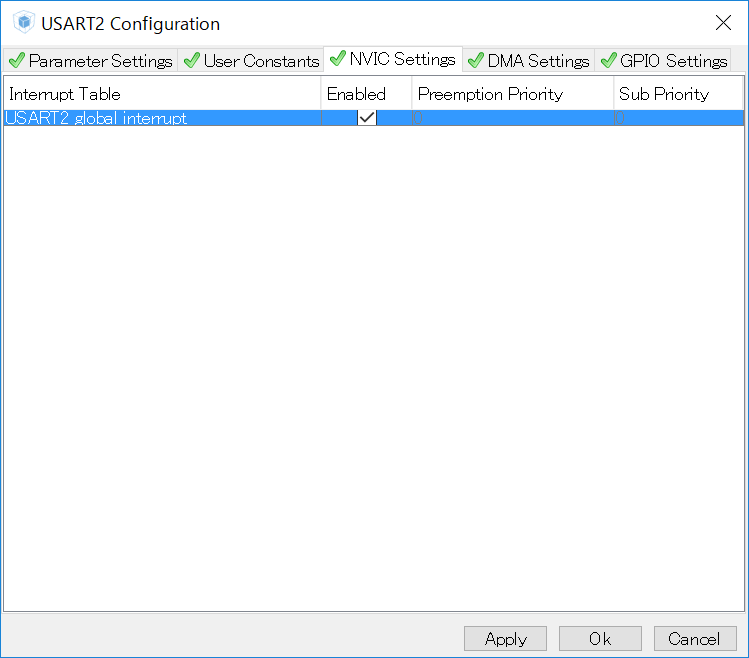 USART2 Configuration
Parameter Settings User Constants NVIC Settings DMA Settings GPIO Settings
Interrupt Table Enabled Preemption Priority Sub Priority
USART2 global interrupt
Apply Ok Cancel